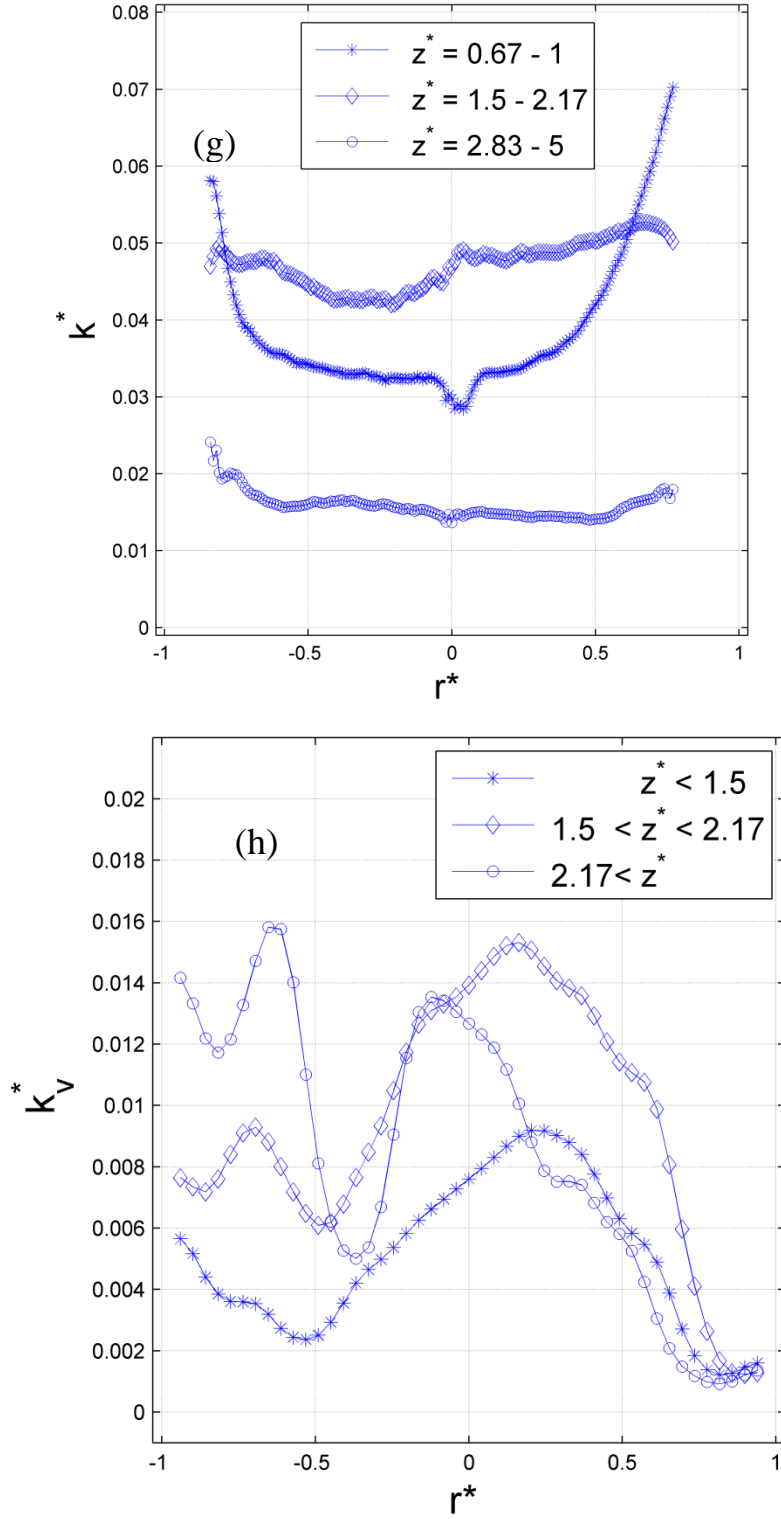 0.08
z* = 0.67 - 1
z* = 1.5 - 2.17
z* = 2.83 - 5
(g)
0.07
0.06
0.05
0.04
0.03
0.02
0.01
0
k*
-1
-0.5
0
0.5
1
r*
z* < 1.5
1.5 < z* < 2.17
2.17< z*
(h)
0.02
0.018
0.016
0.014
0.012
0.01
0.008
0.006
0.004
0.002
0
k*v
-1
-0.5
0
0.5
1
r*